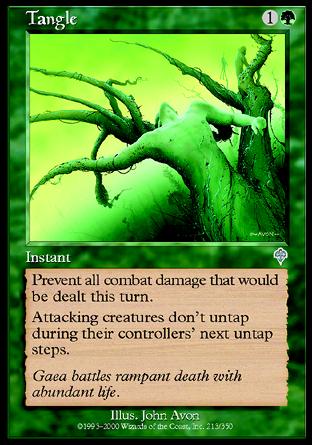 Tangle 1
AVON
Instant
Prevent all combat damage that would
be dealt this turn.
Attacking creatures don't untap
during their controllers' next untap
steps.
Gaea battles rampant death with
abundant life.
Illus. John Avon
©1993–2000 Wizards of the Coast, Inc. 213/350